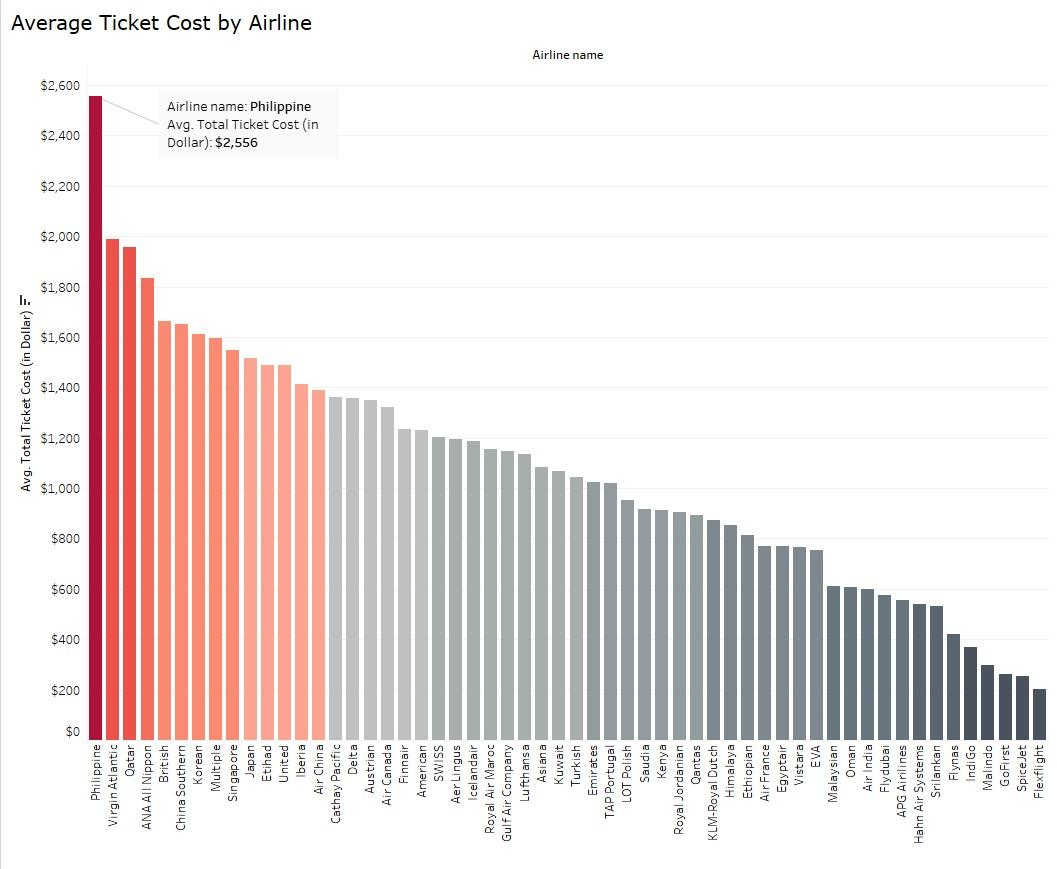 Average Ticket Cost by Airline
Airline name
Avg. Total Ticket Cost (in Dollar)
$2,600
$2,400
$2,200
$2,000
$1,800
$1,600
$1,400
$1,200
$1,000
$800
$600
$400
$200
$0
Airline name: Philippine
Avg. Total Ticket Cost (in
Dollar): $2,556
Philippine
Virgin Atlantic
Qatar
ANA All Nippon
British
China Southern
Korean
Multiple
Singapore
Japan
Etihad
United
Iberia
Air China
Cathay Pacific
Delta
Austrian
Air Canada
Finnair
American
SWISS
Aer Lingus
Icelandair
Royal Air Maroc
Gulf Air Company
Lufthansa
Asiana
Kuwait
Turkish
Emirates
TAP Portugal
LOT Polish
Saudia
Kenya
Royal Jordanian
Qantas
KLM-Royal Dutch
Himalaya
Ethiopian
Air France
Egyptair
Vistara
EVA
Malaysian
Oman
Air India
Flydubai
APG Airilines
Hahn Air Systems
Srilankan
Flynas
IndiGo
Malindo
GoFirst
SpiceJet
Flexflight